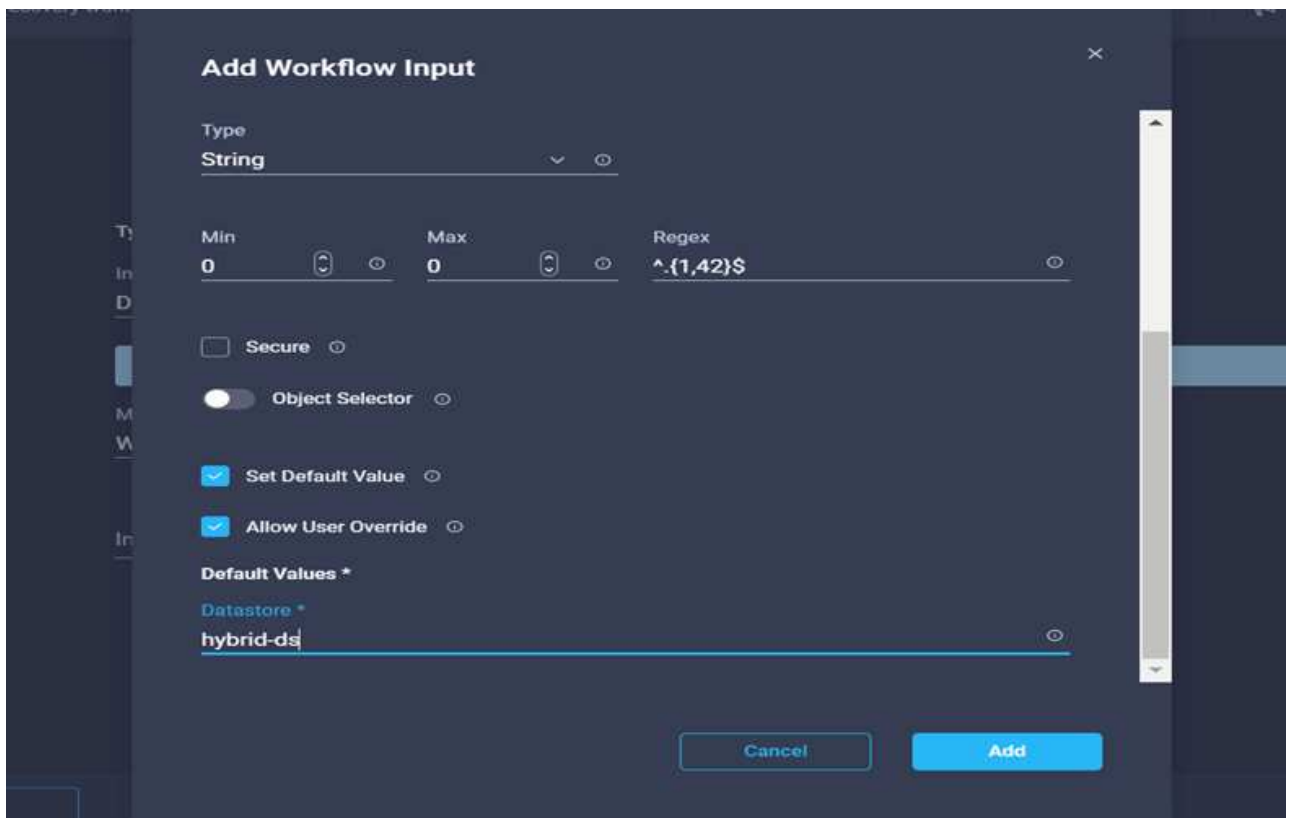 Add Workflow Input
Type
String
Min Max Regex
0 0 ^.{1,42}$
Secure
Object Selector
Set Default Value
Allow User Override
Default Values *
Datastore *
hybrid-ds
Cancel Add